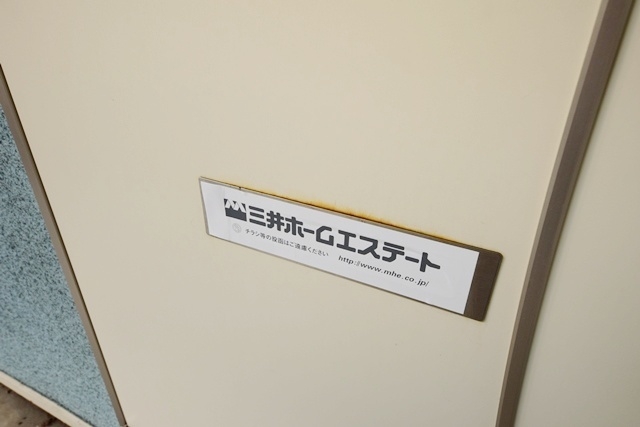 三井ホームエステート
チラシ等の投函はご遠慮ください
http://www.mhe.co.jp/